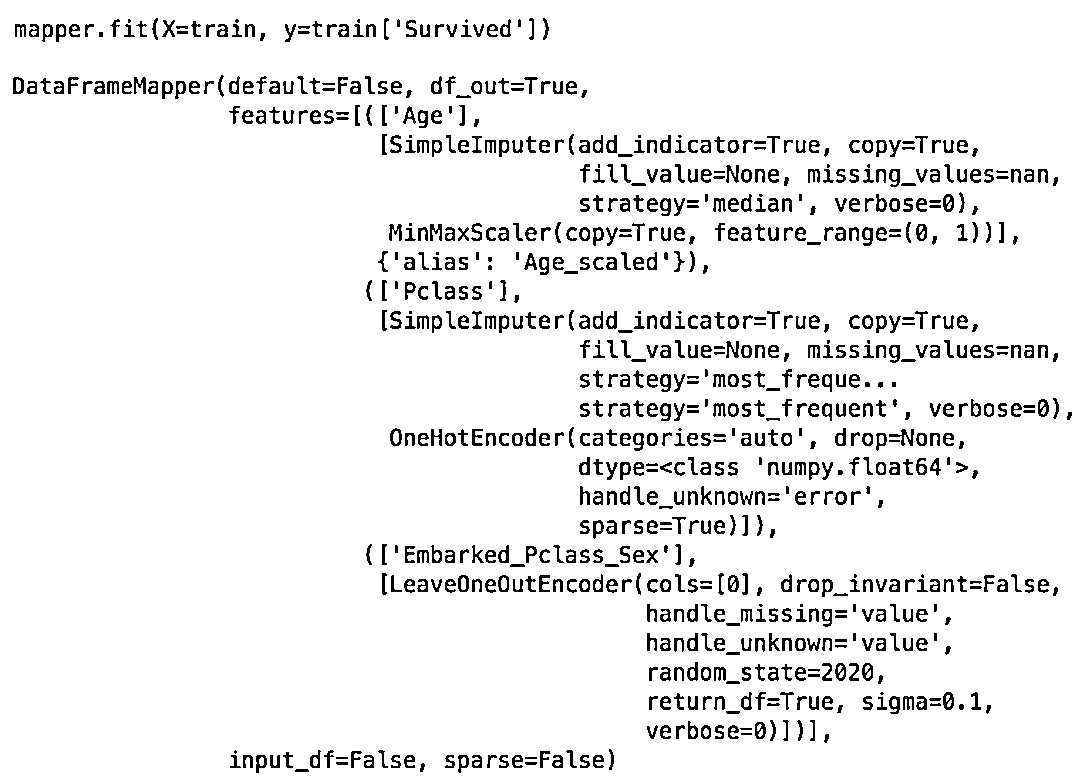 mapper.fit(X=train, y=train['Survived'])
DataFrameMapper(default=False, df_out=True,
features=[(['Age'],
[SimpleImputer(add_indicator=True, copy=True,
fill_value=None, missing_values=nan,
strategy='median', verbose=0),
MinMaxScaler(copy=True, feature_range=(0, 1))],
{'alias': 'Age_scaled'}),
(['Pclass'],
[SimpleImputer(add_indicator=True, copy=True,
fill_value=None, missing_values=nan,
strategy='most_freque...
strategy='most_frequent', verbose=0),
OneHotEncoder(categories='auto', drop=None,
dtype=<class 'numpy.float64'>,
handle_unknown='error',
sparse=True)]),
(['Embarked_Pclass_Sex'],
[LeaveOneOutEncoder(cols=[0], drop_invariant=False,
handle_missing='value',
handle_unknown='value',
random_state=2020,
return_df=True, sigma=0.1,
verbose=0)])],
input_df=False, sparse=False)